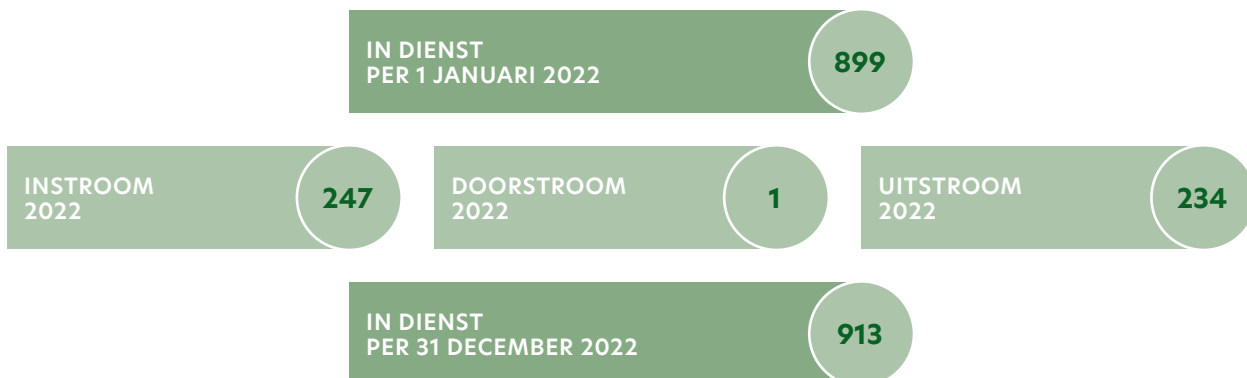 IN DIENST
PER 1 JANUARI 2022
899
INSTROOM
2022
247
DOORSTROOM
2022
1
UITSTROOM
2022
234
IN DIENST
PER 31 DECEMBER 2022
913